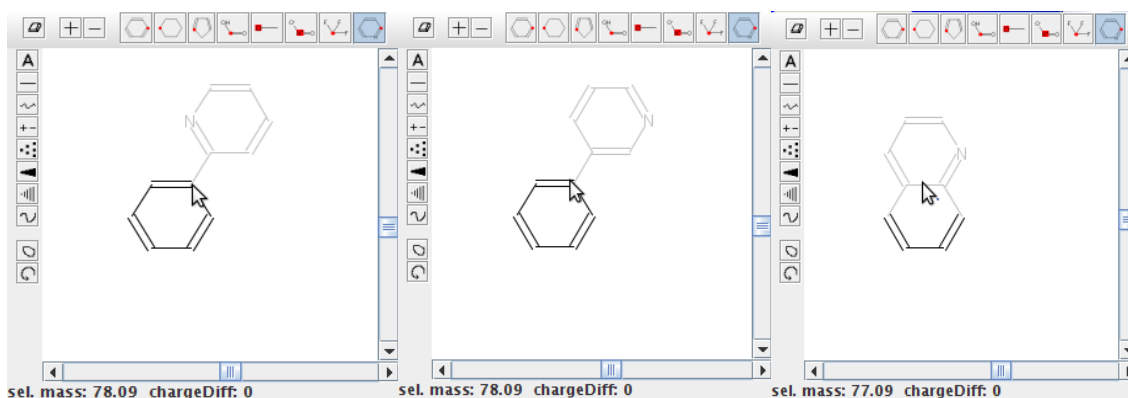 A
N
+ −
sel. mass: 78.09 chargeDiff: 0
A
N
+ −
sel. mass: 78.09 chargeDiff: 0
A
N
+ −
sel. mass: 77.09 chargeDiff: 0